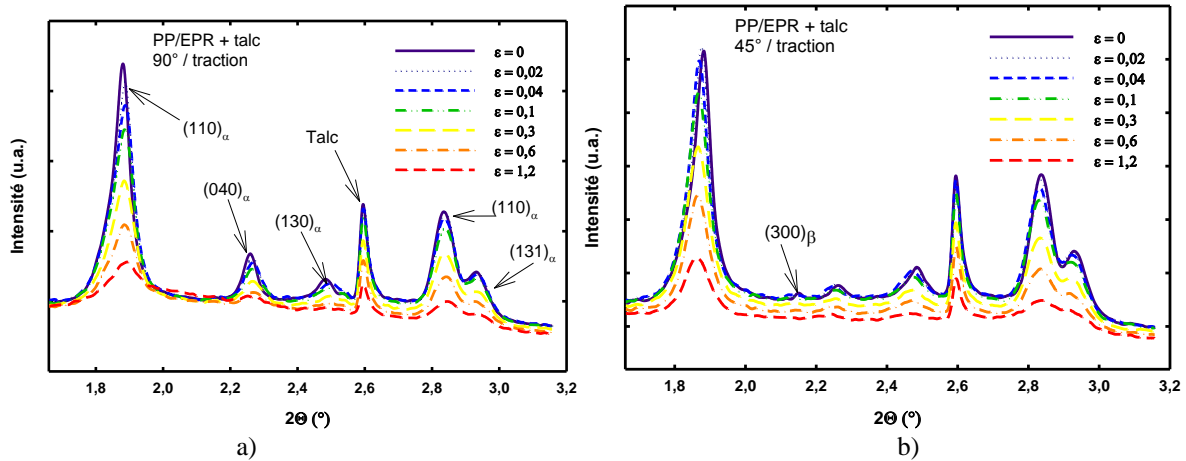 a)
PP/EPR + talc
90° / traction
ε = 0
ε = 0,02
ε = 0,04
ε = 0,1
ε = 0,3
ε = 0,6
ε = 1,2
(110)α
(040)α
(130)α
Talc
(110)α
(131)α
Intensité (u.a.)
1,8 2,0 2,2 2,4 2,6 2,8 3,0 3,2
2Θ (°)
a)
b)
PP/EPR + talc
45° / traction
ε = 0
ε = 0,02
ε = 0,04
ε = 0,1
ε = 0,3
ε = 0,6
ε = 1,2
(300)β
Intensité (u.a.)
1,8 2,0 2,2 2,4 2,6 2,8 3,0 3,2
2Θ (°)
b)